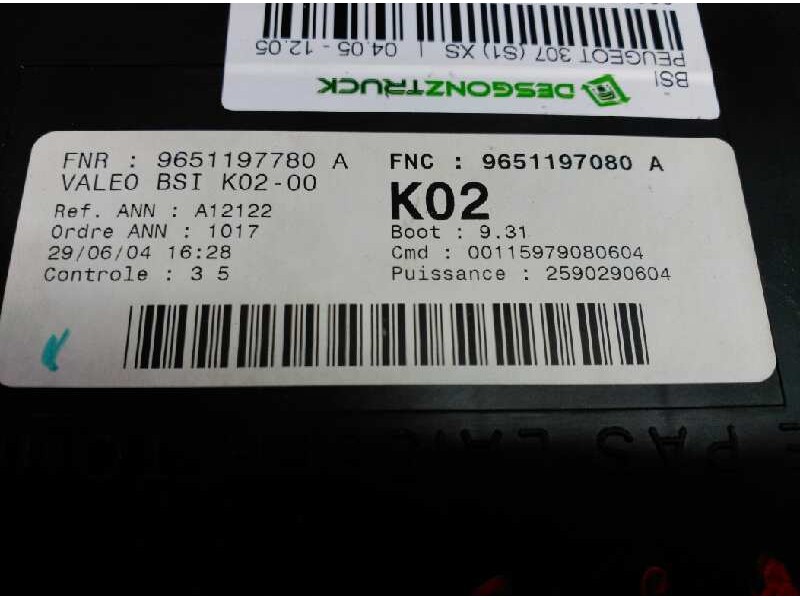 BSI
PEUGEOT 307 (S1) XS | 04.05 - 12.05
DESGONZTRUCK
FNR : 9651197780 A
VALEO BSI K02-00
Ref. ANN : A12122
Ordre ANN : 1017
29/06/04 16:28
Controle : 3 5
FNC : 9651197080 A
K02
Boot : 9.31
Cmd : 00115979080604
Puissance : 2590290604
PAS